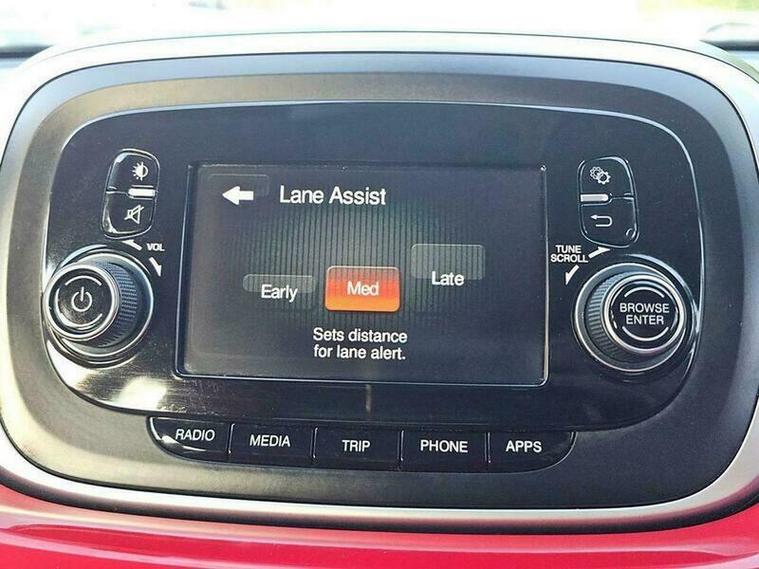 Lane Assist
Early
Med
Late
Sets distance
for lane alert.
VOL
TUNE
SCROLL
BROWSE
ENTER
RADIO
MEDIA
TRIP
PHONE
APPS